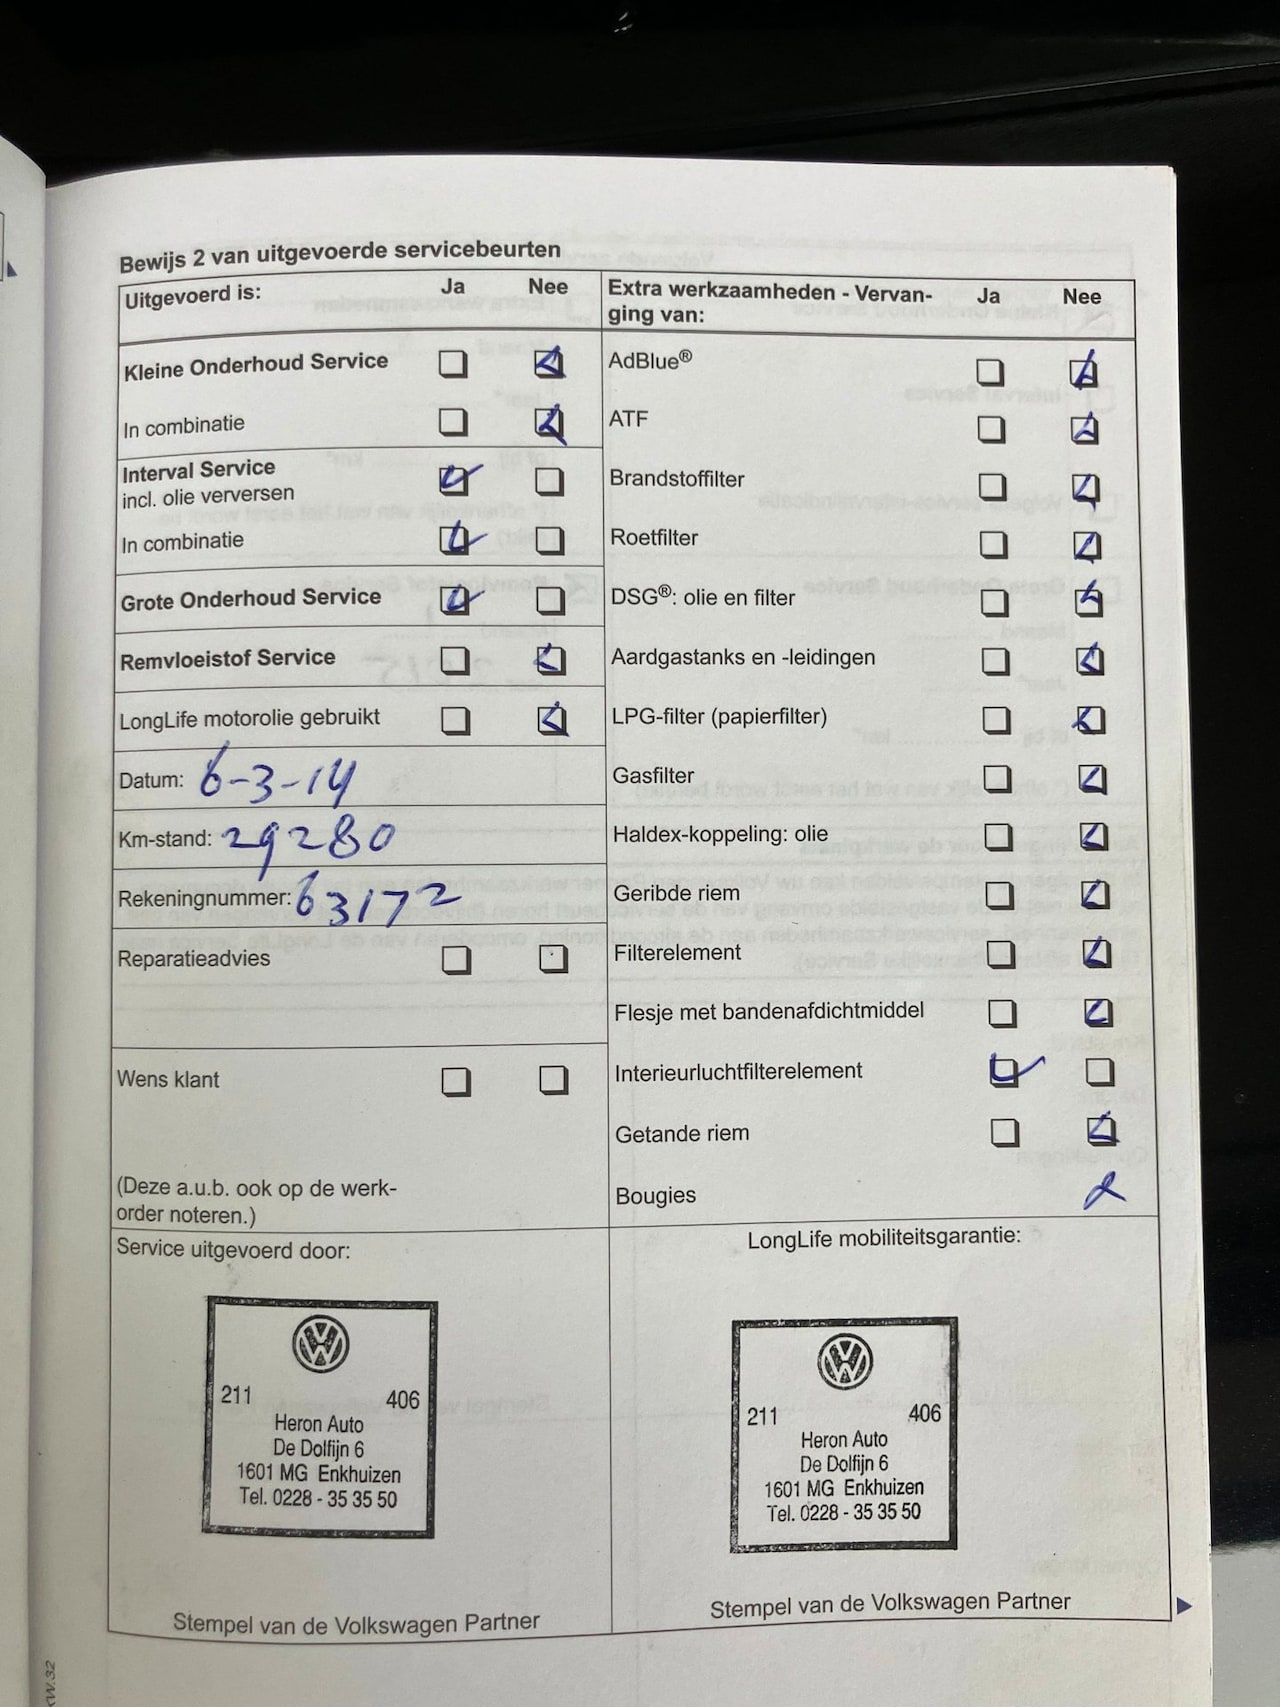 Bewijs 2 van uitgevoerde servicebeurten
Uitgevoerd is: Ja Nee
Kleine Onderhoud Service
In combinatie
Interval Service
incl. olie verversen
In combinatie
Grote Onderhoud Service
Remvloeistof Service
LongLife motorolie gebruikt
Datum: 6-3-14
Km-stand: 29280
Rekeningnummer: 63172
Reparatieadvies
Wens klant
(Deze a.u.b. ook op de werk-
order noteren.)
Extra werkzaamheden - Vervan- Ja Nee
ging van:
AdBlue®
ATF
Brandstoffilter
Roetfilter
DSG®: olie en filter
Aardgastanks en -leidingen
LPG-filter (papierfilter)
Gasfilter
Haldex-koppeling: olie
Geribde riem
Filterelement
Flesje met bandenafdichtmiddel
Interieurluchtfilterelement
Getande riem
Bougies
Service uitgevoerd door:
211 406
Heron Auto
De Dolfijn 6
1601 MG Enkhuizen
Tel. 0228 - 35 35 50
Stempel van de Volkswagen Partner
LongLife mobiliteitsgarantie:
211 406
Heron Auto
De Dolfijn 6
1601 MG Enkhuizen
Tel. 0228 - 35 35 50
Stempel van de Volkswagen Partner